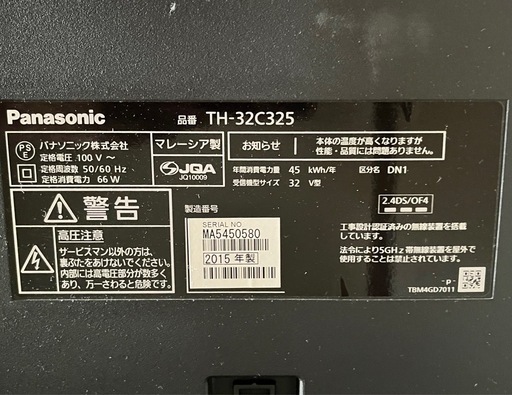 Panasonic
品番 TH-32C325
PS E
パナソニック株式会社
定格電圧 100 V ～
定格周波数 50/60 Hz
定格消費電力 66 W
マレーシア製
JQA
JQ10009
お知らせ
本体の温度が高くなりますが
性能・品質には問題ありません。
年間消費電力量 45 kWh/年 区分名 DN1
受信機型サイズ 32 V型
警告
高圧注意
サービスマン以外の方は、
裏ぶたをあけないでください。
内部には高電圧部分が数多く
あり、万一さわると危険です。
製造番号
SERIAL NO.
MA5450580
2015 年製
2.4DS/OF4
工事設計認証済みの無線装置を搭載
しています。
法令により5GHz 帯無線装置を屋外で
使用することは禁止されています。
-P-
TBM4GD7011